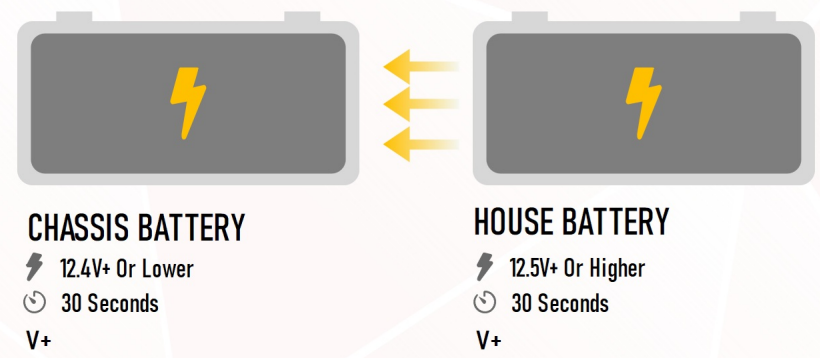 CHASSIS BATTERY
12.4V+ Or Lower
30 Seconds
V+
HOUSE BATTERY
12.5V+ Or Higher
30 Seconds
V+